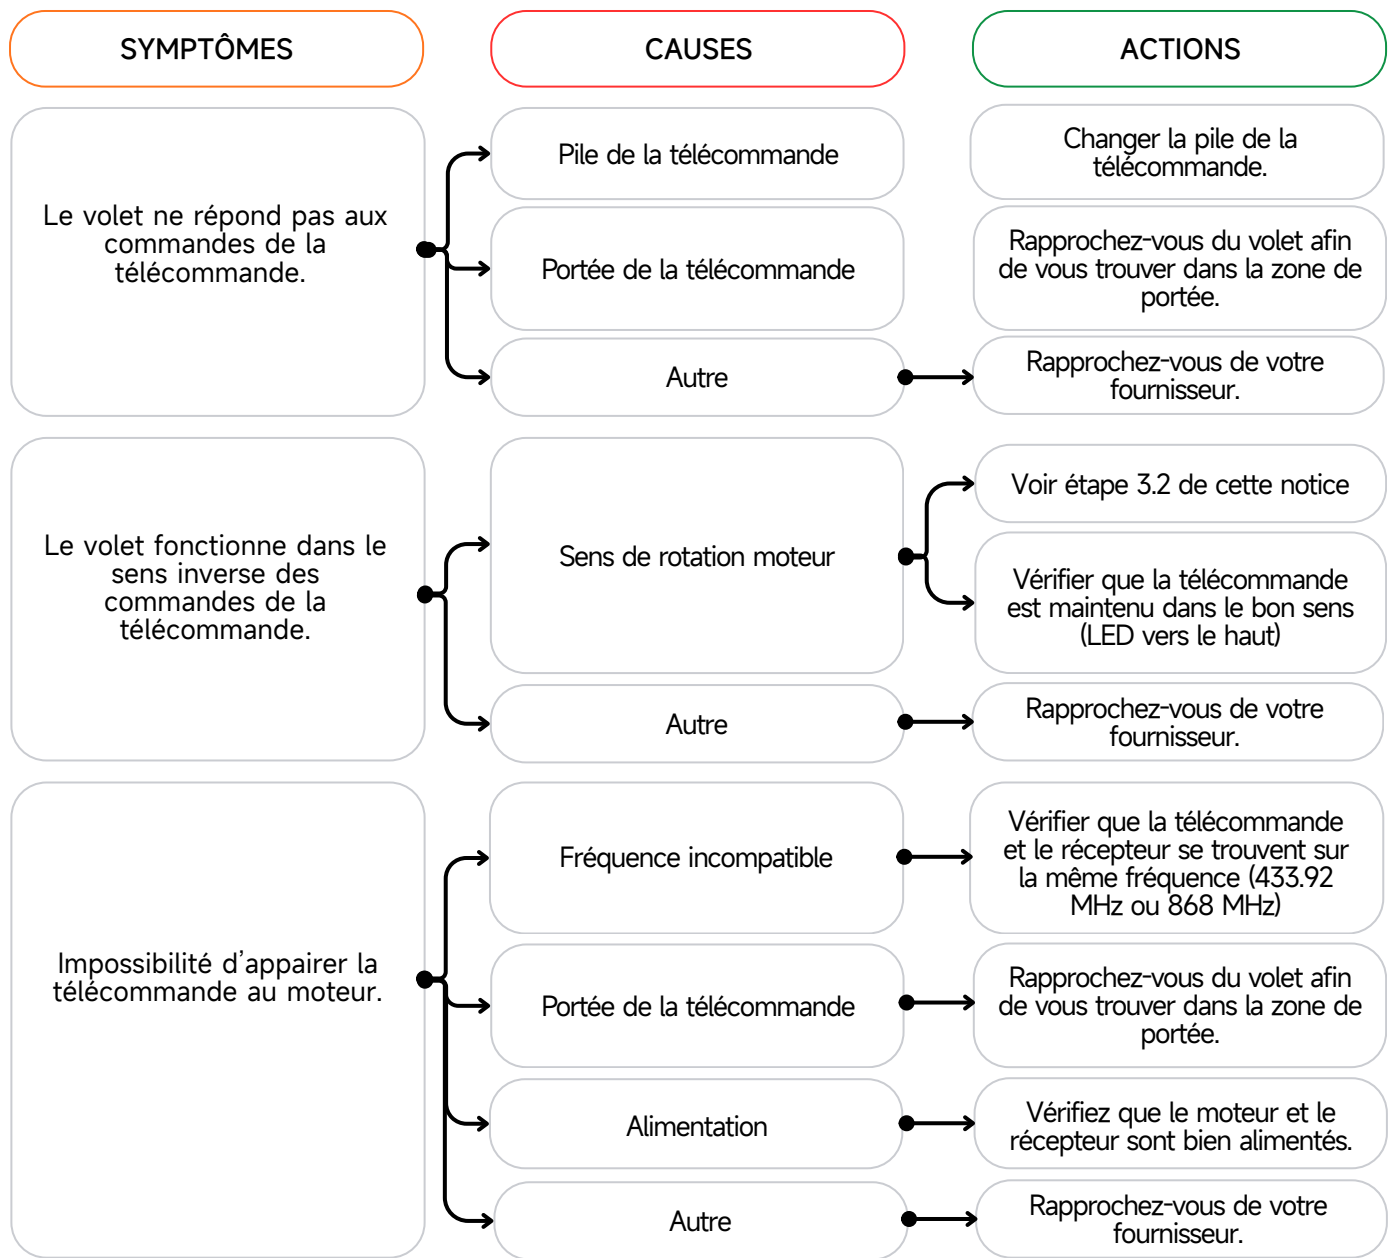 SYMPTÔMES
CAUSES
ACTIONS
Le volet ne répond pas aux
commandes de la
télécommande.
Pile de la télécommande
Changer la pile de la
télécommande.
Portée de la télécommande
Rapprochez-vous du volet afin
de vous trouver dans la zone de
portée.
Autre
Rapprochez-vous de votre
fournisseur.
Le volet fonctionne dans le
sens inverse des
commandes de la
télécommande.
Sens de rotation moteur
Voir étape 3.2 de cette notice
Vérifier que la télécommande
est maintenu dans le bon sens
(LED vers le haut)
Autre
Rapprochez-vous de votre
fournisseur.
Impossibilité d’appairer la
télécommande au moteur.
Fréquence incompatible
Vérifier que la télécommande
et le récepteur se trouvent sur
la même fréquence (433.92
MHz ou 868 MHz)
Portée de la télécommande
Rapprochez-vous du volet afin
de vous trouver dans la zone de
portée.
Alimentation
Vérifiez que le moteur et le
récepteur sont bien alimentés.
Autre
Rapprochez-vous de votre
fournisseur.